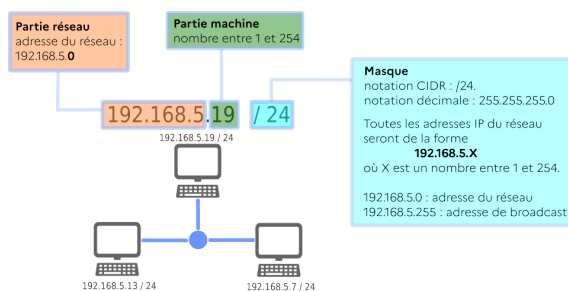 Partie réseau
adresse du réseau :
192.168.5.0
Partie machine
nombre entre 1 et 254
192.168.5.19 / 24
192.168.5.19 / 24
192.168.5.13 / 24
192.168.5.7 / 24
Masque
notation CIDR : /24.
notation décimale : 255.255.255.0
Toutes les adresses IP du réseau
seront de la forme
192.168.5.X
où X est un nombre entre 1 et 254.
192.168.5.0 : adresse du réseau
192.168.5.255 : adresse de broadcast